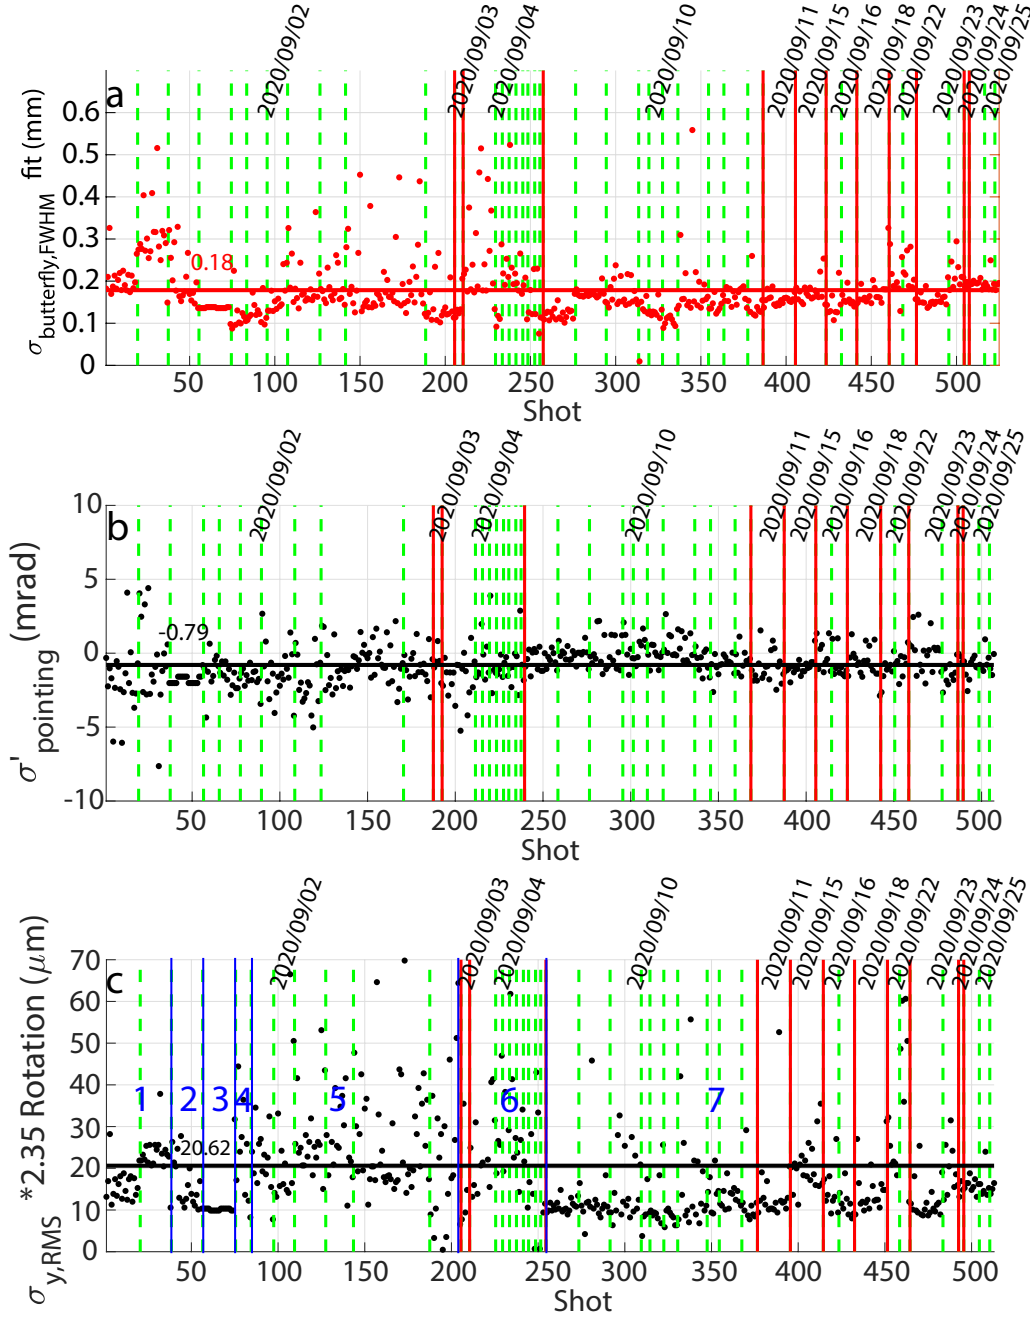 2020/09/02 2020/09/03 2020/09/04 2020/09/10 2020/09/11 2020/09/15 2020/09/16 2020/09/18 2020/09/22 2020/09/23 2020/09/24 2020/09/25
a
σbutterfly,FWHM fit (mm)
0.6
0.5
0.4
0.3
0.18
0.2
0.1
0
50 100 150 200 250 300 350 400 450 500
Shot
2020/09/02 2020/09/03 2020/09/04 2020/09/10 2020/09/11 2020/09/15 2020/09/16 2020/09/18 2020/09/22 2020/09/23 2020/09/24 2020/09/25
b
σ'pointing (mrad)
10
5
0
-0.79
-5
-10
50 100 150 200 250 300 350 400 450 500
Shot
2020/09/02 2020/09/03 2020/09/04 2020/09/10 2020/09/11 2020/09/15 2020/09/16 2020/09/18 2020/09/22 2020/09/23 2020/09/24 2020/09/25
c
σy,RMS *2.35 Rotation (μm)
70
60
50
40
1 2 3 4 5 6 7
30
20.62
20
10
0
50 100 150 200 250 300 350 400 450 500
Shot